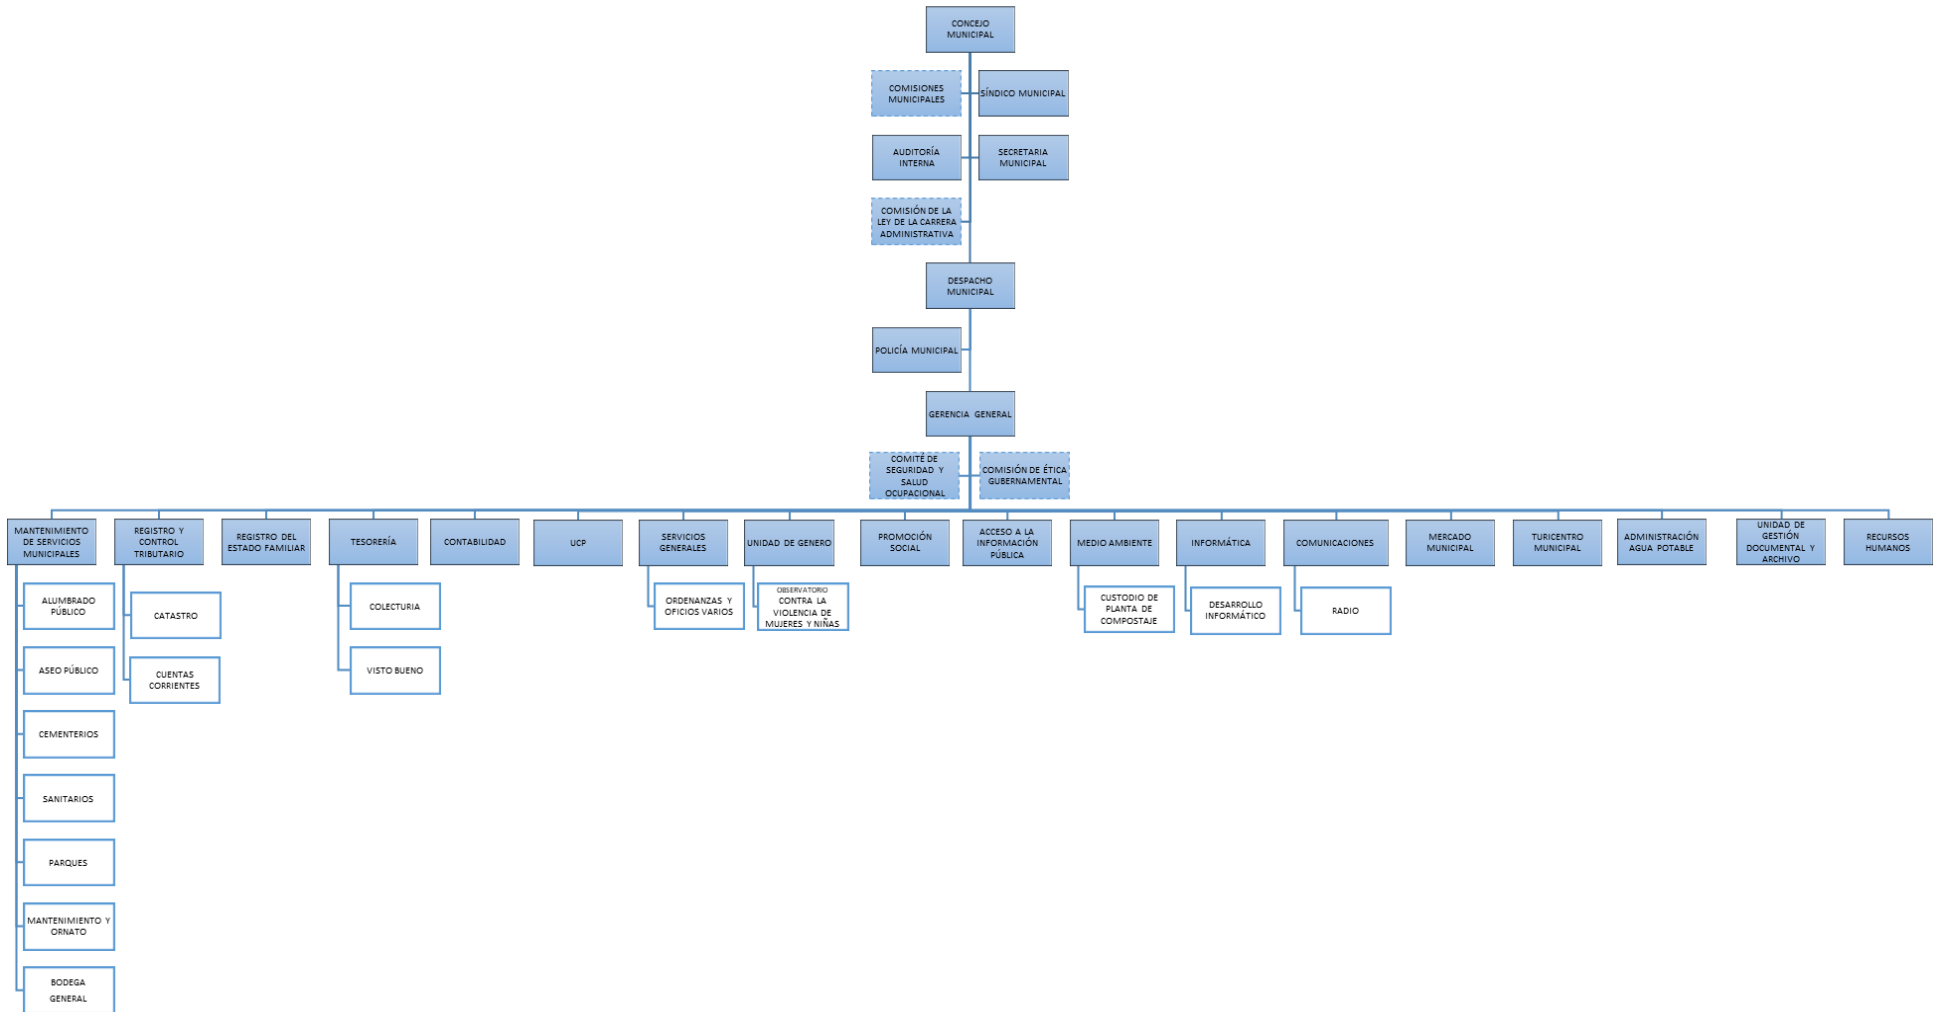 CONCEJO
MUNICIPAL
COMISIONES
MUNICIPALES
SÍNDICO MUNICIPAL
AUDITORÍA
INTERNA
SECRETARIA
MUNICIPAL
COMISIÓN DE LA
LEY DE LA CARRERA
ADMINISTRATIVA
DESPACHO
MUNICIPAL
POLICÍA MUNICIPAL
GERENCIA GENERAL
COMITÉ DE
SEGURIDAD Y
SALUD
OCUPACIONAL
COMISIÓN DE ÉTICA
GUBERNAMENTAL
MANTENIMIENTO
DE SERVICIOS
MUNICIPALES
REGISTRO Y
CONTROL
TRIBUTARIO
REGISTRO DEL
ESTADO FAMILIAR
TESORERÍA
CONTABILIDAD
UCP
SERVICIOS
GENERALES
UNIDAD DE GENERO
PROMOCIÓN
SOCIAL
ACCESO A LA
INFORMACIÓN
PÚBLICA
MEDIO AMBIENTE
INFORMÁTICA
COMUNICACIONES
MERCADO
MUNICIPAL
TURICENTRO
MUNICIPAL
ADMINISTRACIÓN
AGUA POTABLE
UNIDAD DE
GESTIÓN
DOCUMENTAL Y
ARCHIVO
RECURSOS
HUMANOS
ALUMBRADO
PÚBLICO
ASEO PÚBLICO
CEMENTERIOS
SANITARIOS
PARQUES
MANTENIMIENTO Y
ORNATO
BODEGA
GENERAL
CATASTRO
CUENTAS
CORRIENTES
COLECTURIA
VISTO BUENO
ORDENANZAS Y
OFICIOS VARIOS
OBSERVATORIO
CONTRA LA
VIOLENCIA DE
MUJERES Y NIÑAS
CUSTODIO DE
PLANTA DE
COMPOSTAJE
DESARROLLO
INFORMÁTICO
RADIO